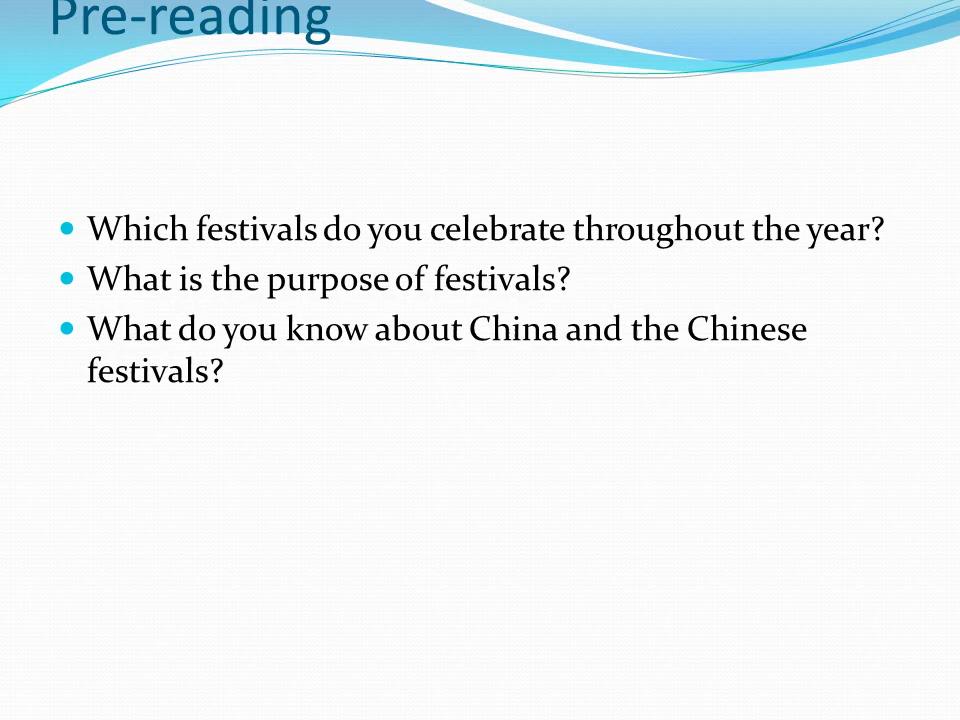 Pre-reading
Which festivals do you celebrate throughout the year?
What is the purpose of festivals?
What do you know about China and the Chinese
festivals?